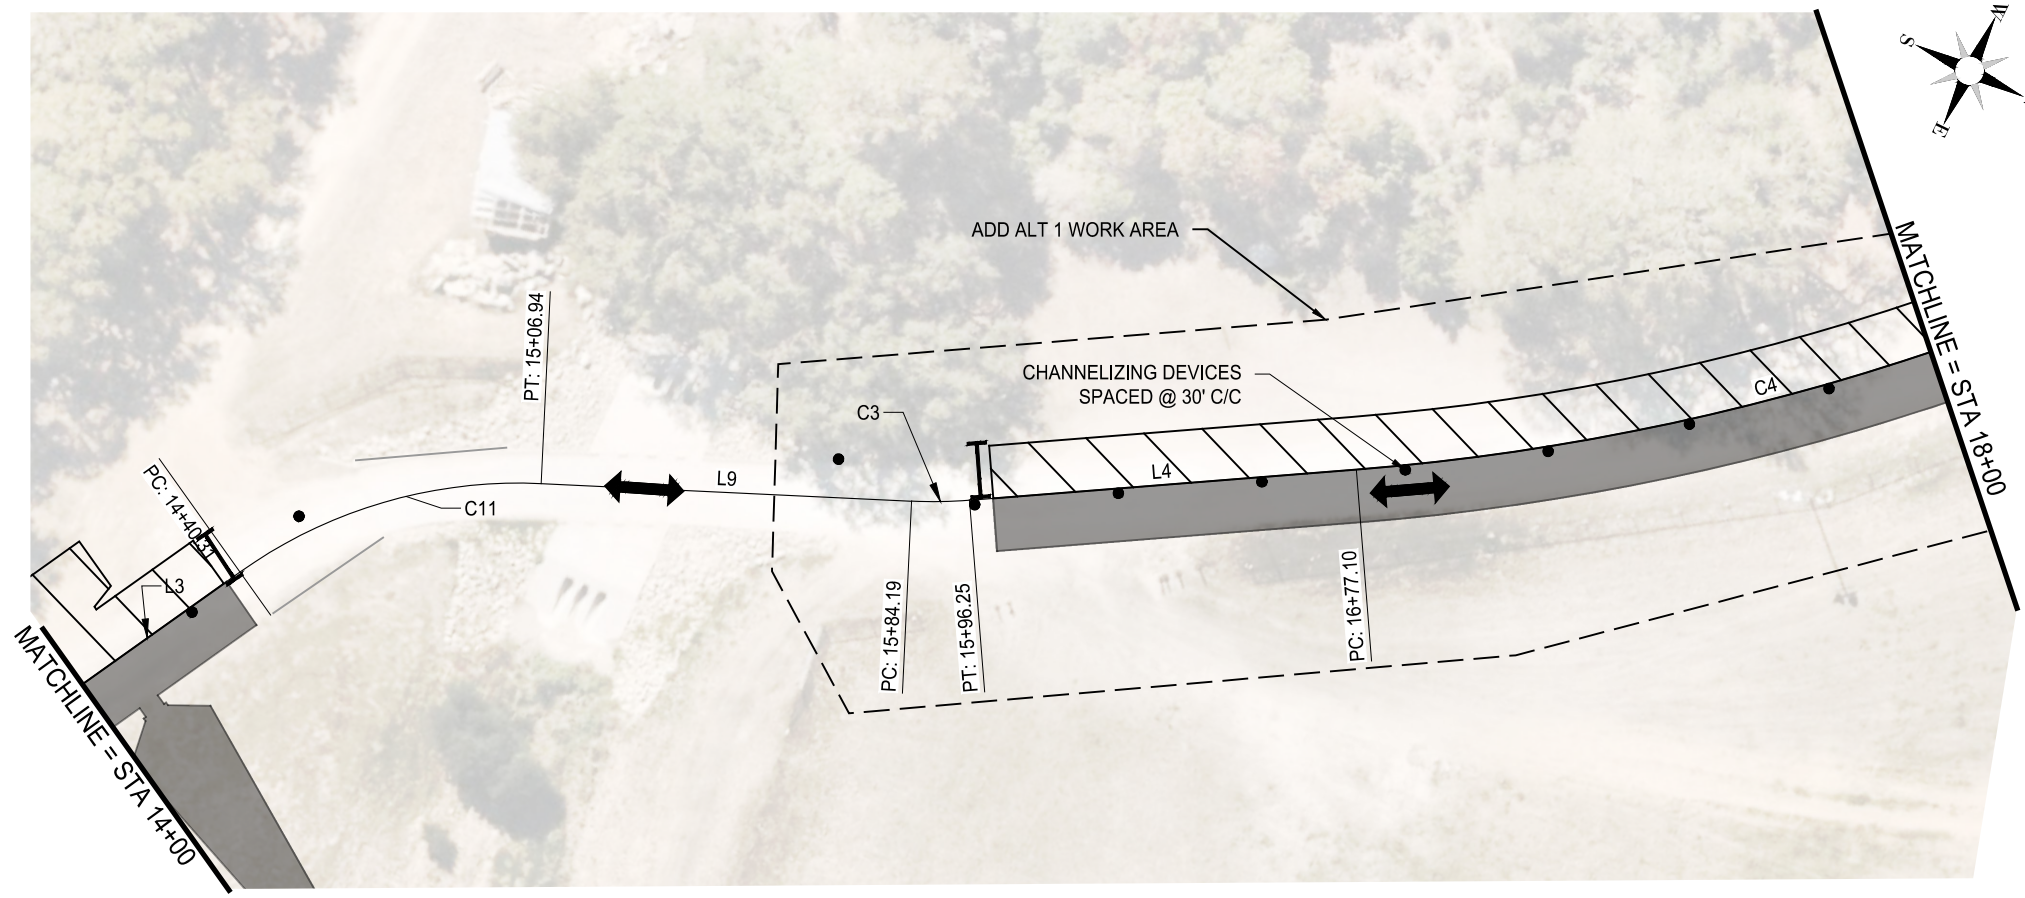 W
S
E
ADD ALT 1 WORK AREA
MATCHLINE = STA 18+00
PT: 15+06.94
CHANNELIZING DEVICES
SPACED @ 30' C/C
C3
C4
L4
L9
PC: 14+40.31
C11
L3
PC: 15+84.19
PT: 15+96.25
PC: 16+77.10
MATCHLINE = STA 14+00